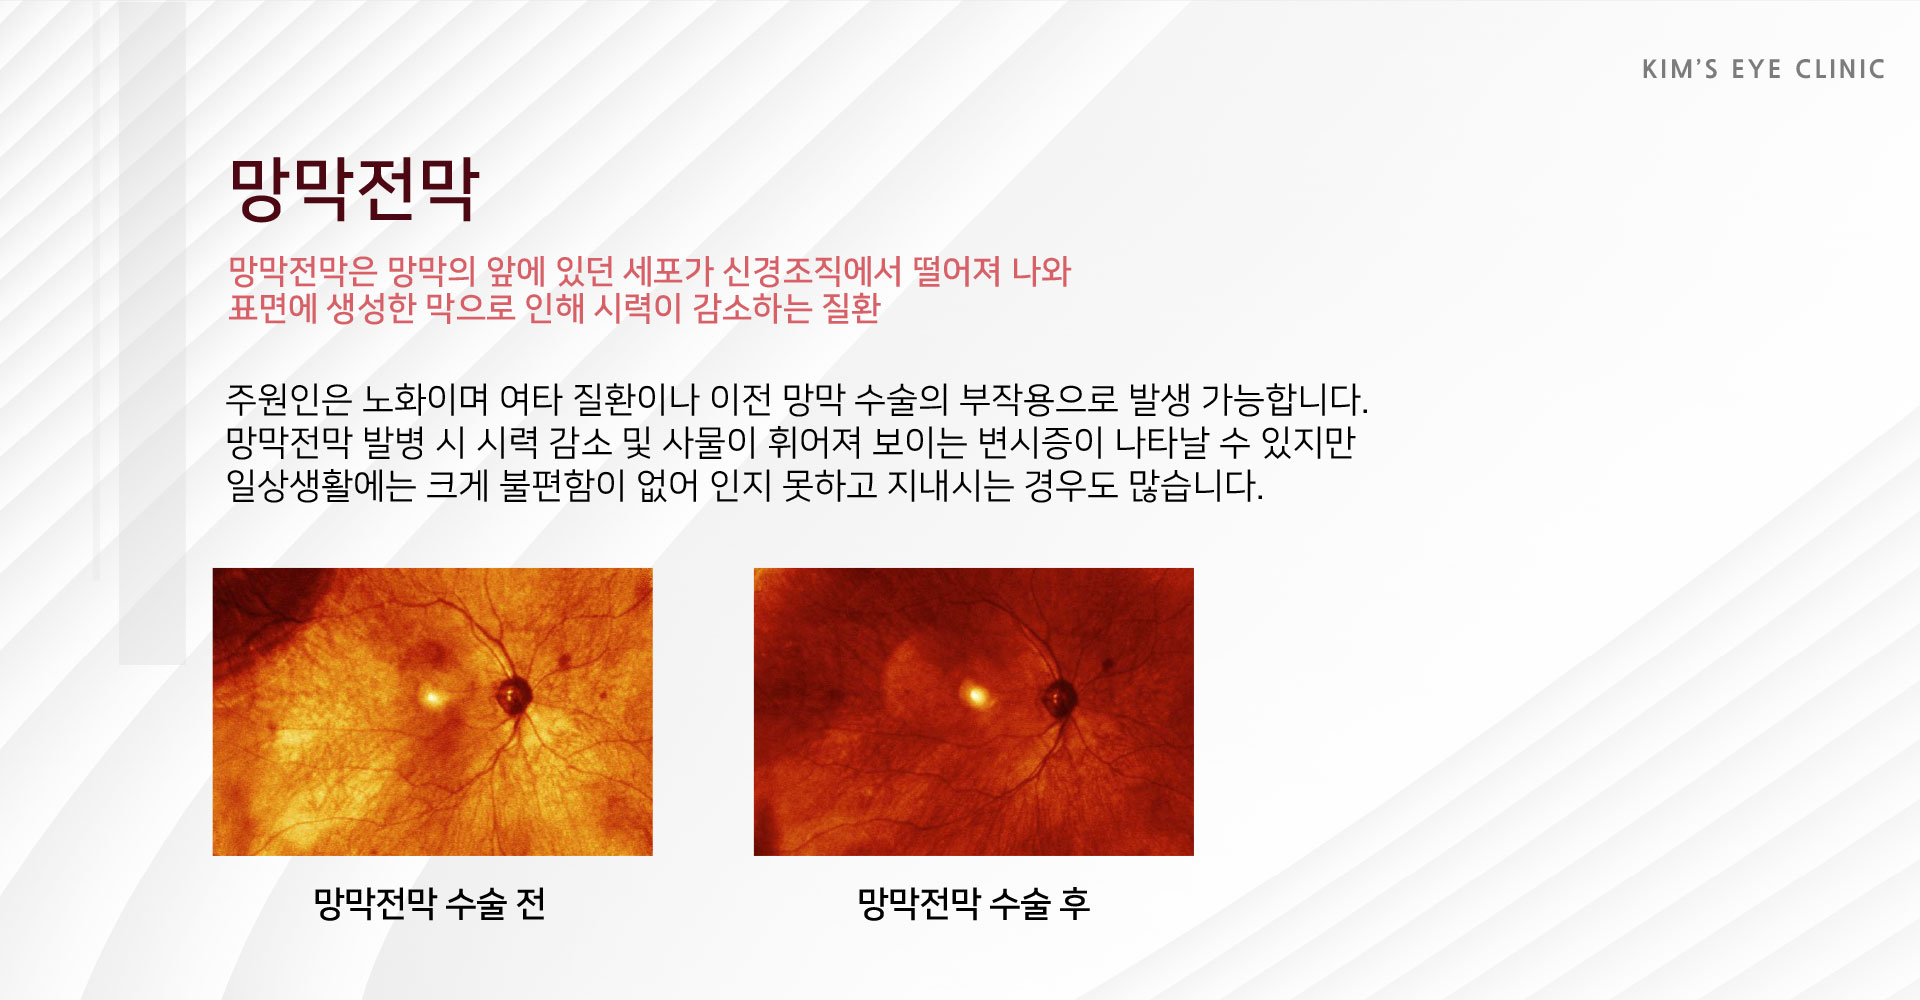 KIM'S EYE CLINIC
망막전막
망막전막은 망막의 앞에 있던 세포가 신경조직에서 떨어져 나와
표면에 생성한 막으로 인해 시력이 감소하는 질환
주원인은 노화이며 여타 질환이나 이전 망막 수술의 부작용으로 발생 가능합니다.
망막전막 발병 시 시력 감소 및 사물이 휘어져 보이는 변시증이 나타날 수 있지만
일상생활에는 크게 불편함이 없어 인지 못하고 지내시는 경우도 많습니다.
망막전막 수술 전
망막전막 수술 후